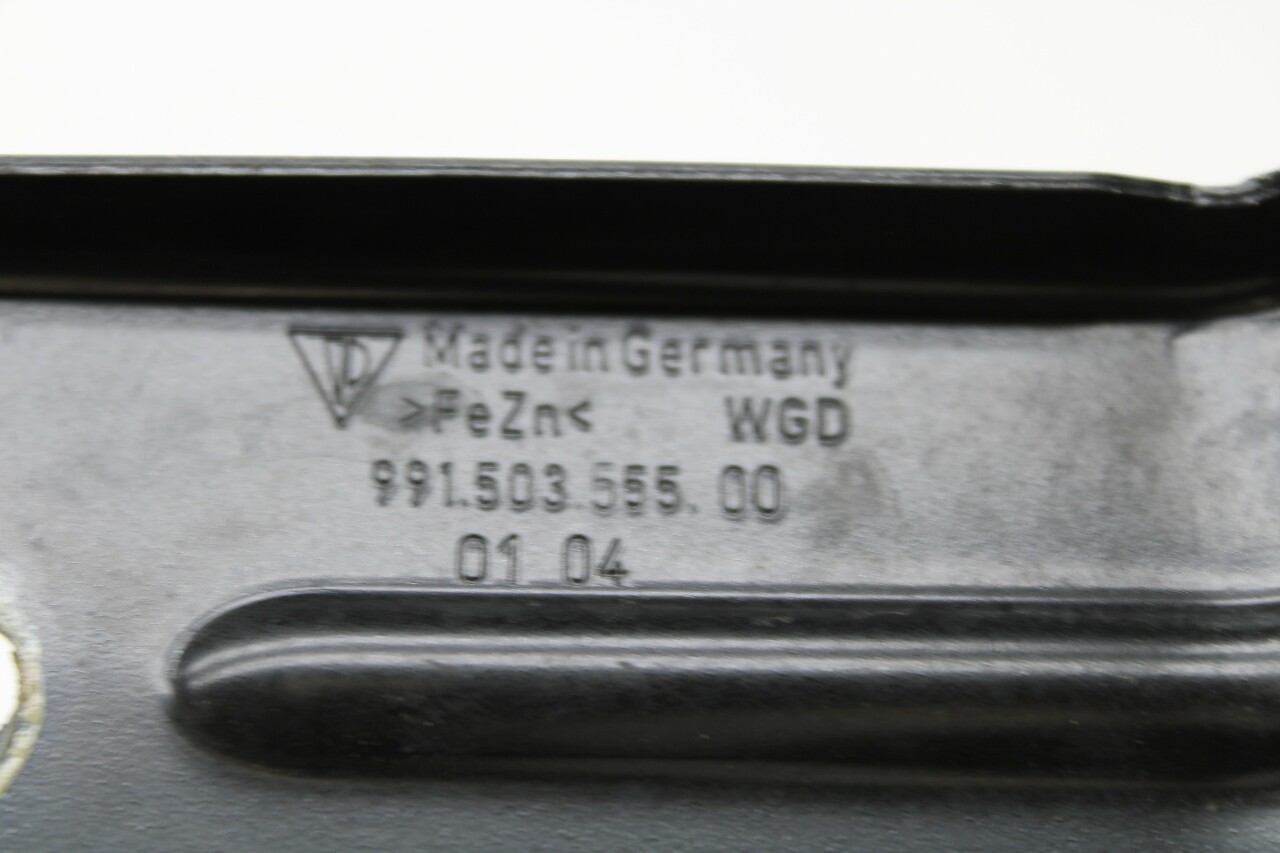 Made in Germany
>FeZn< WGD
991.503.555.00
01 04